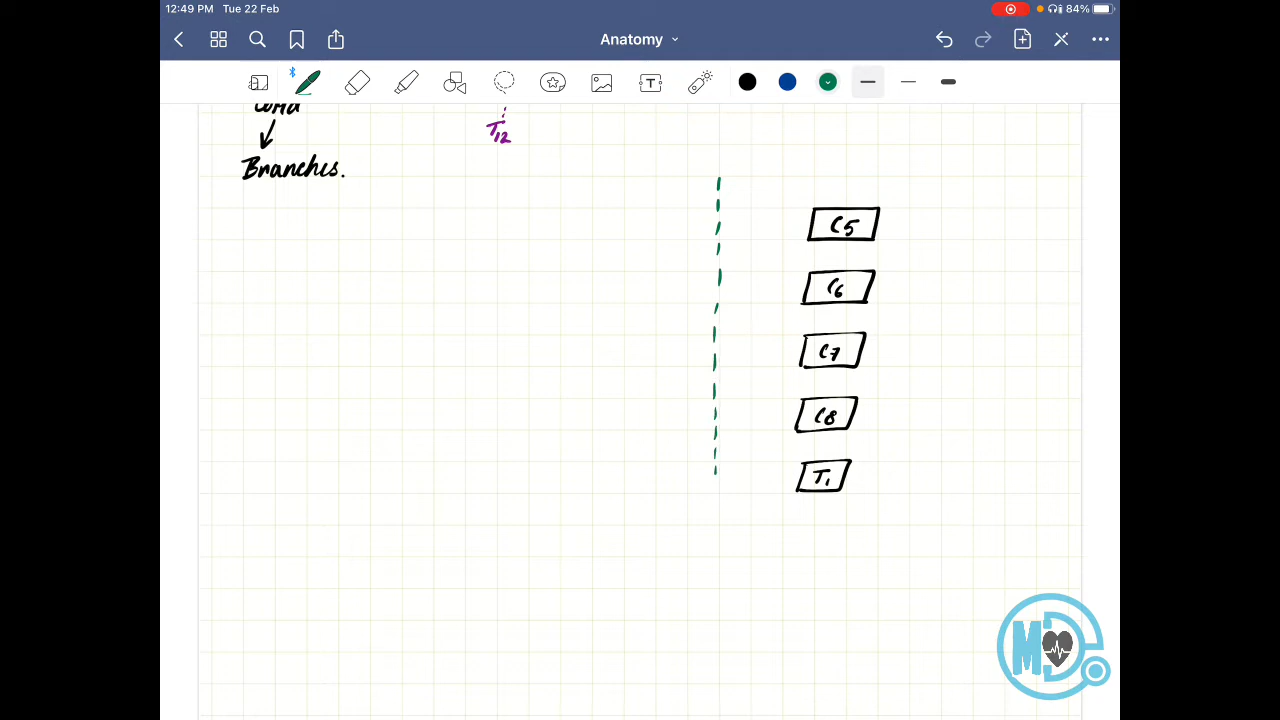 12:49 PM Tue 22 Feb
84%
Anatomy
T
T12
Branches.
C5
C6
C7
C8
T1
M